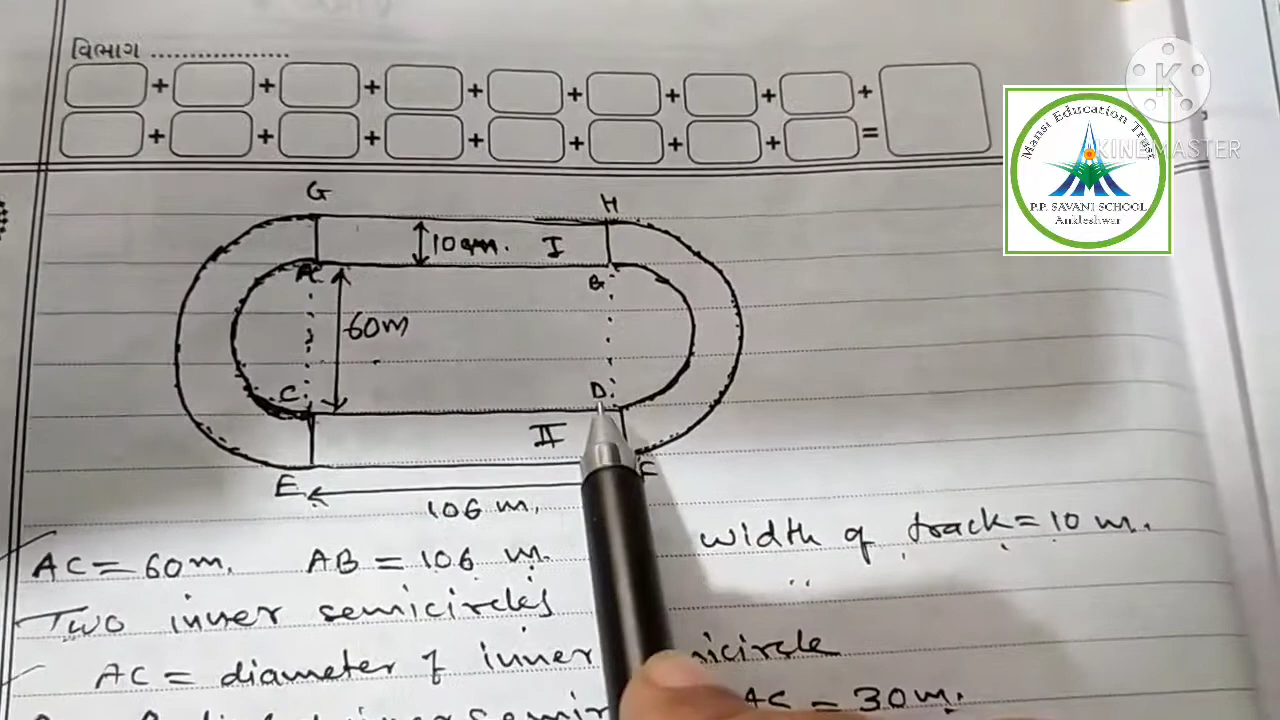 વિભાગ ..................
+ + + + + + + +
+ + + + + + + =
Mansi Education Trust
P.P. SAVANI SCHOOL
Ankleshwar
KINEMASTER
K
G
H
10m.
I
A
B
60m
C
D
II
E
F
106 m.
AC = 60m. AB = 106 m. width of track = 10 m.
Two inner semicircles
AC = diameter of inner
AC = 30m.